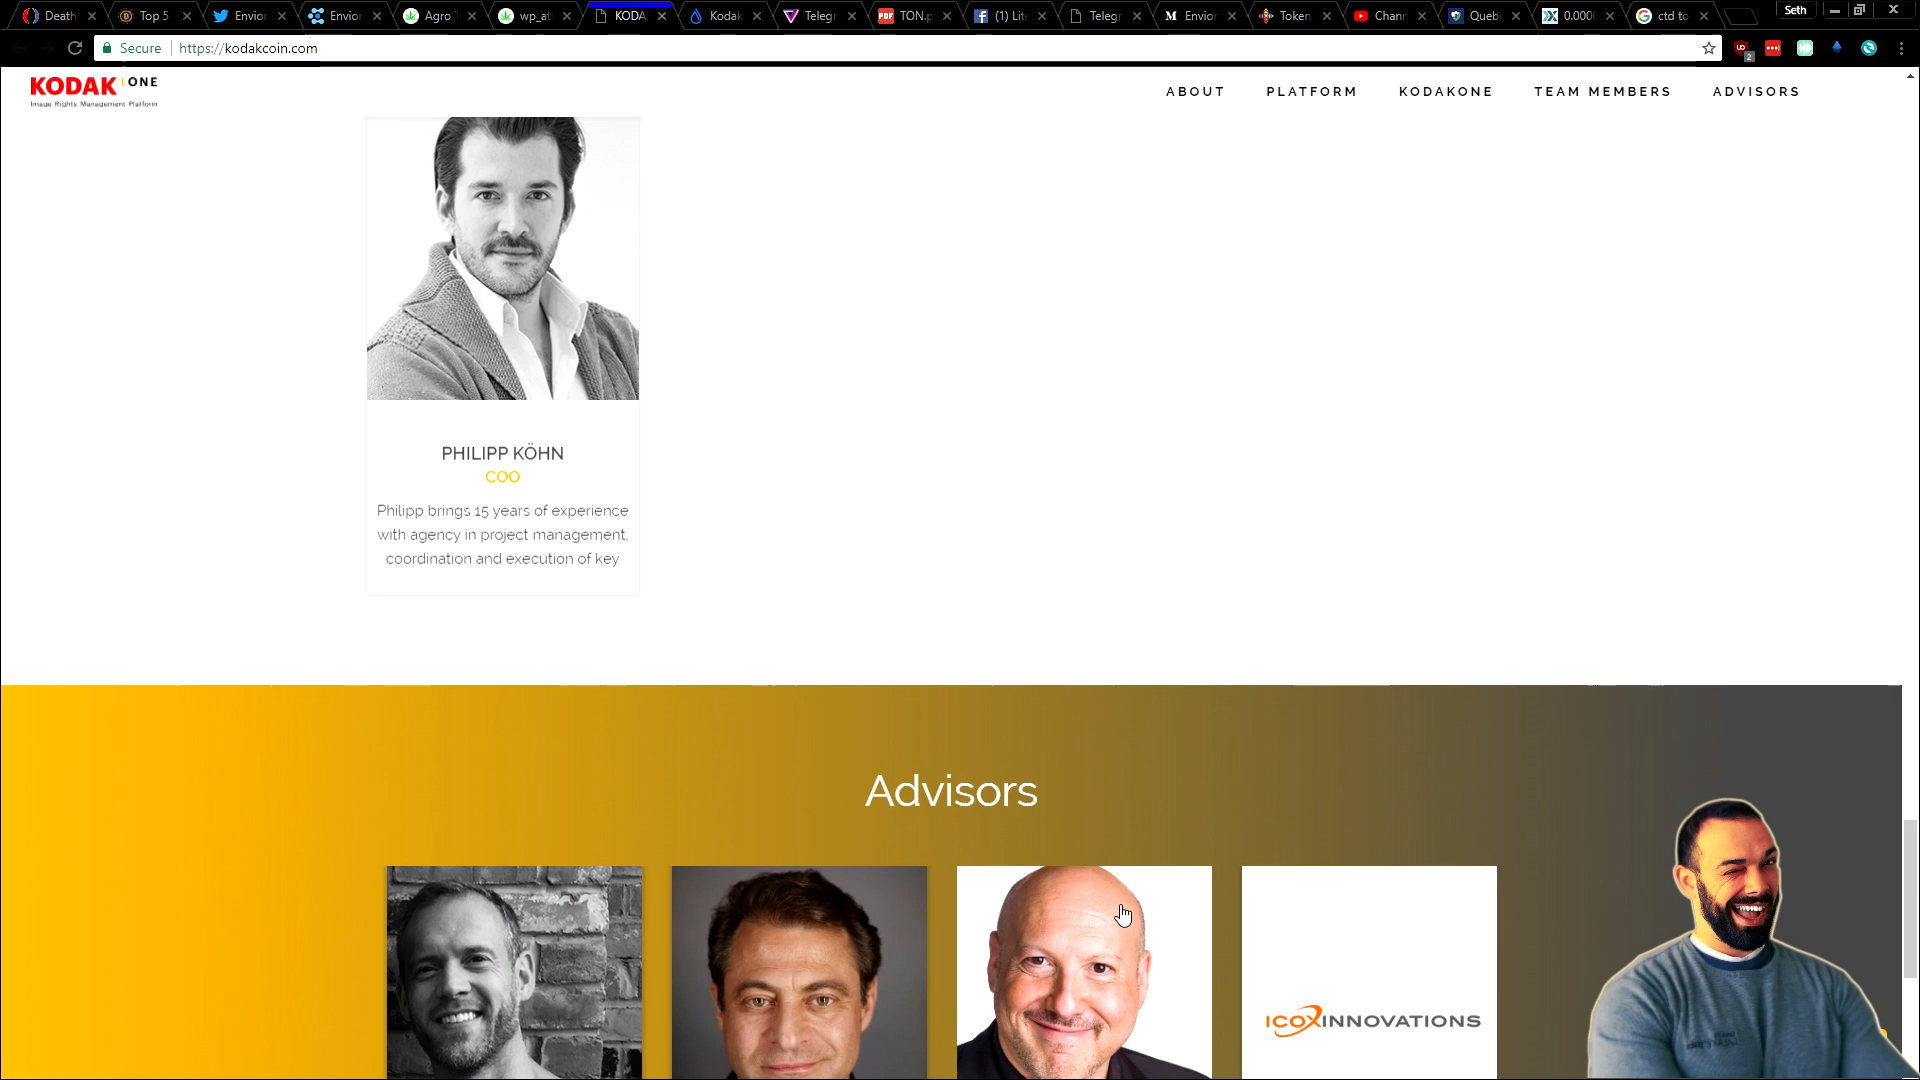 Death
Top 5
Envior
Envior
Agro
wp_at
KODA
Kodak
Telegr
TON.p
(1) Lit
Telegr
Envior
Token
Chann
Queb
0.000
ctd to
Seth
Secure
https://kodakcoin.com
2
KODAK ONE
Image Rights Management Platform
ABOUT
PLATFORM
KODAKONE
TEAM MEMBERS
ADVISORS
PHILIPP KÖHN
COO
Philipp brings 15 years of experience
with agency in project management,
coordination and execution of key
Advisors
ICOXINNOVATIONS